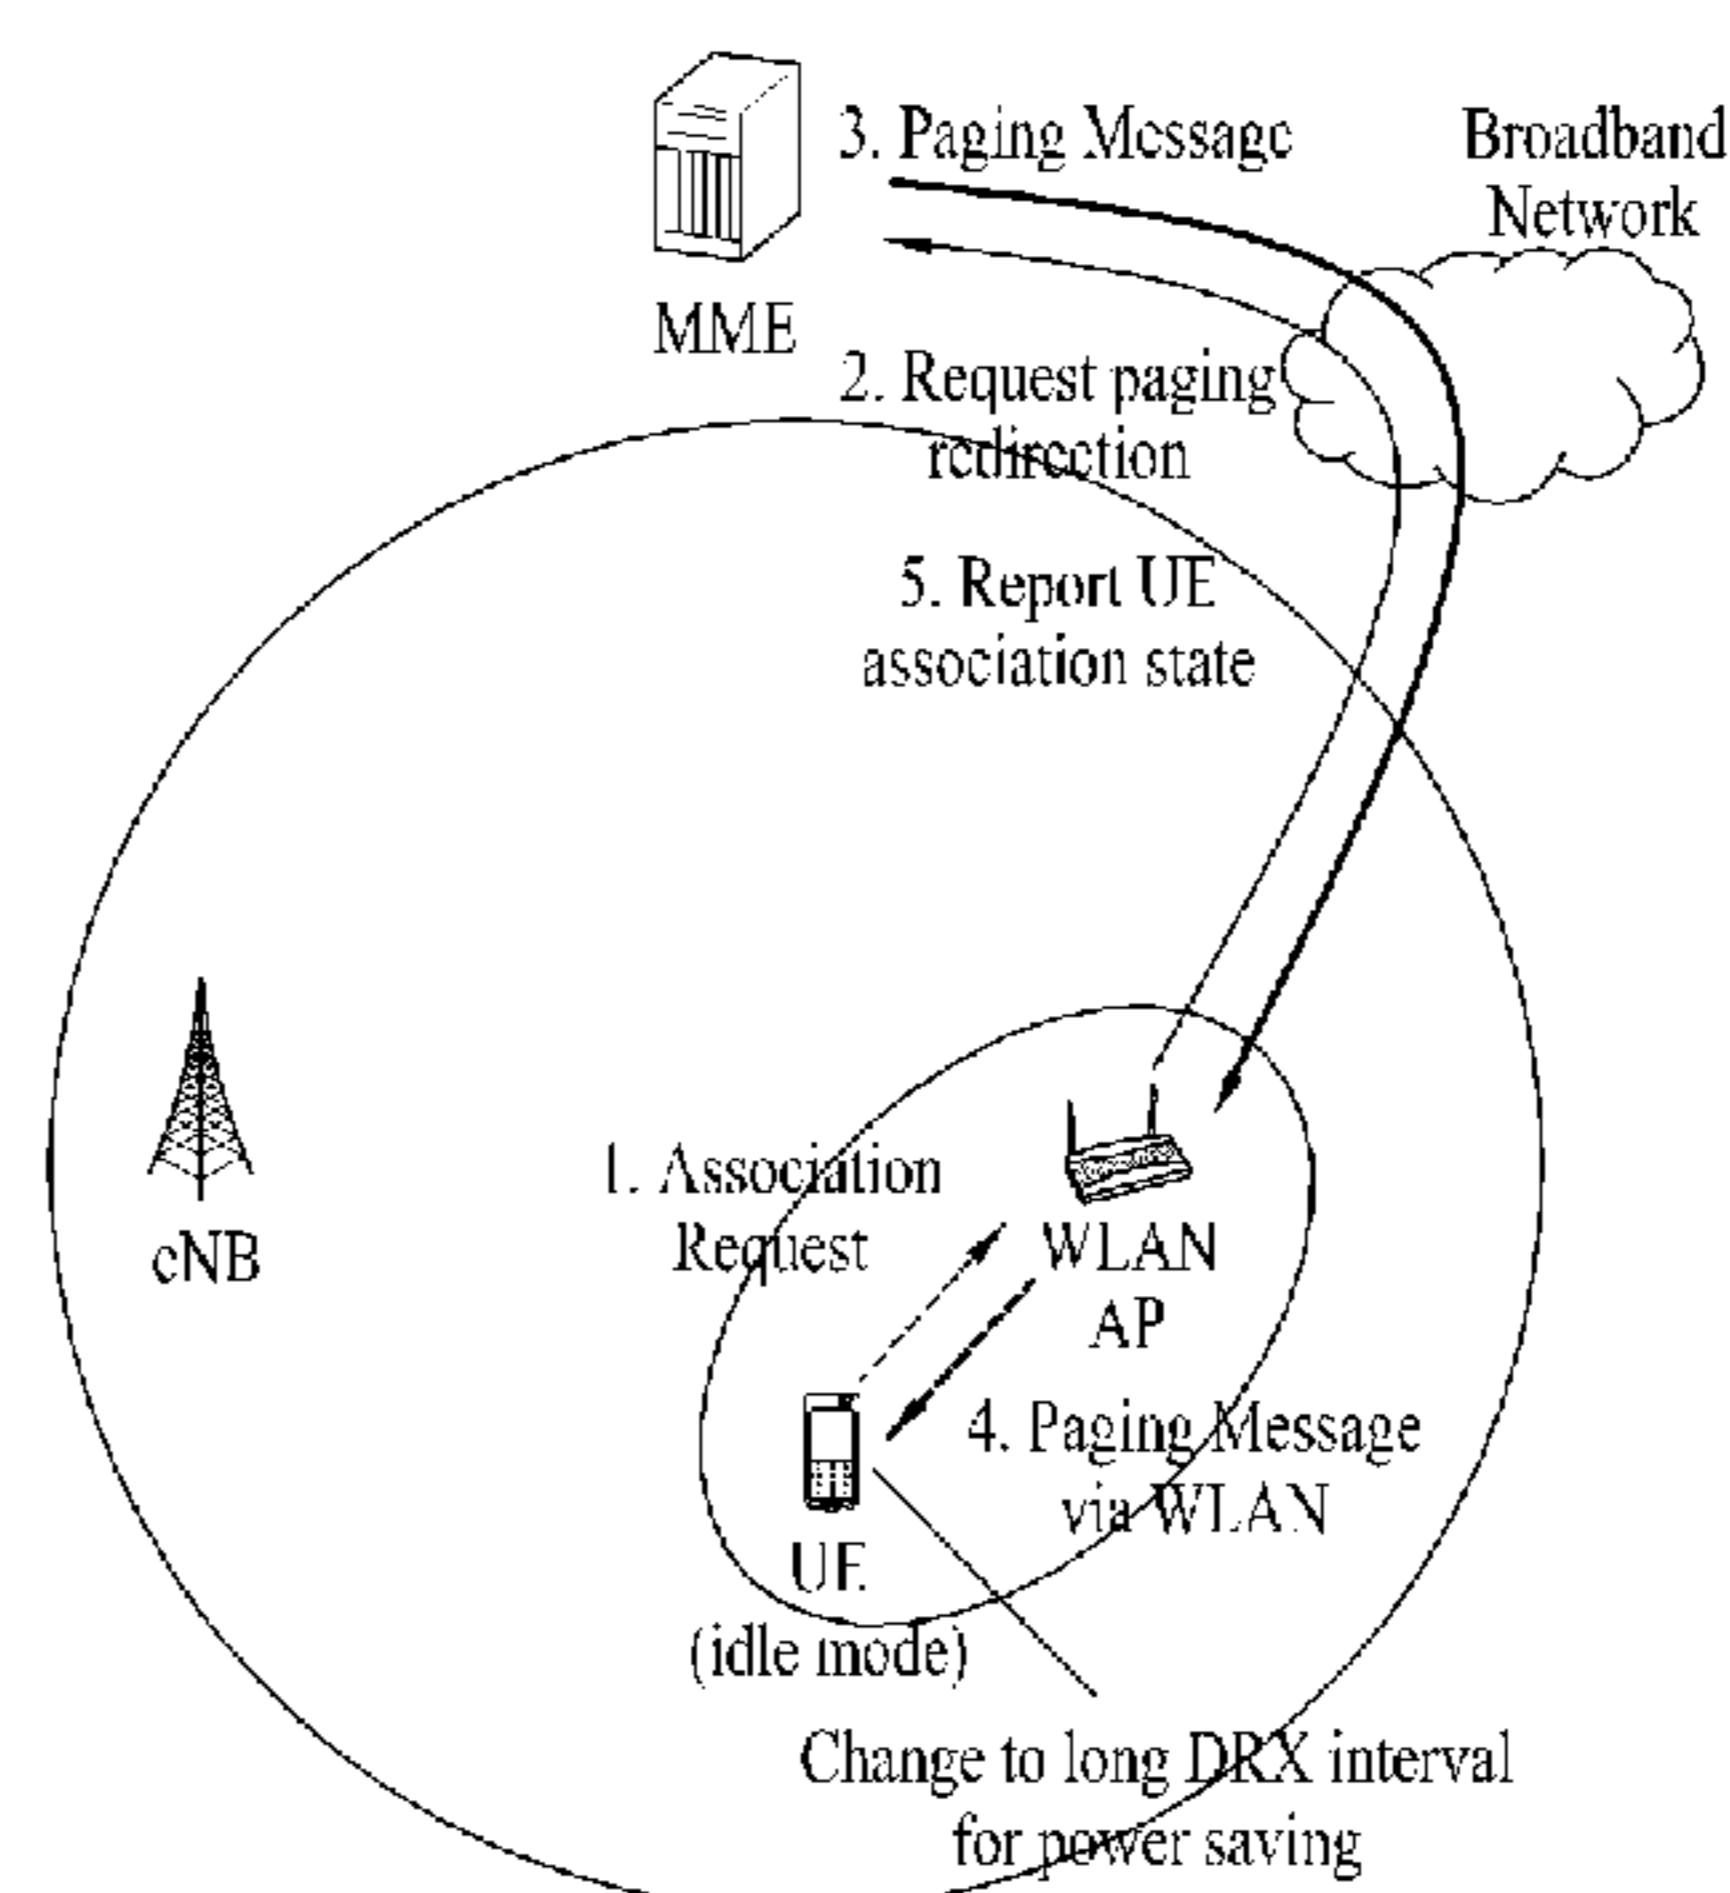 3. Paging Message
Broadband
Network
MME
2. Request paging
redirection
5. Report UE
association state
1. Association
Request
eNB
WLAN
AP
4. Paging Message
via WLAN
UE
(idle mode)
Change to long DRX interval
for power saving